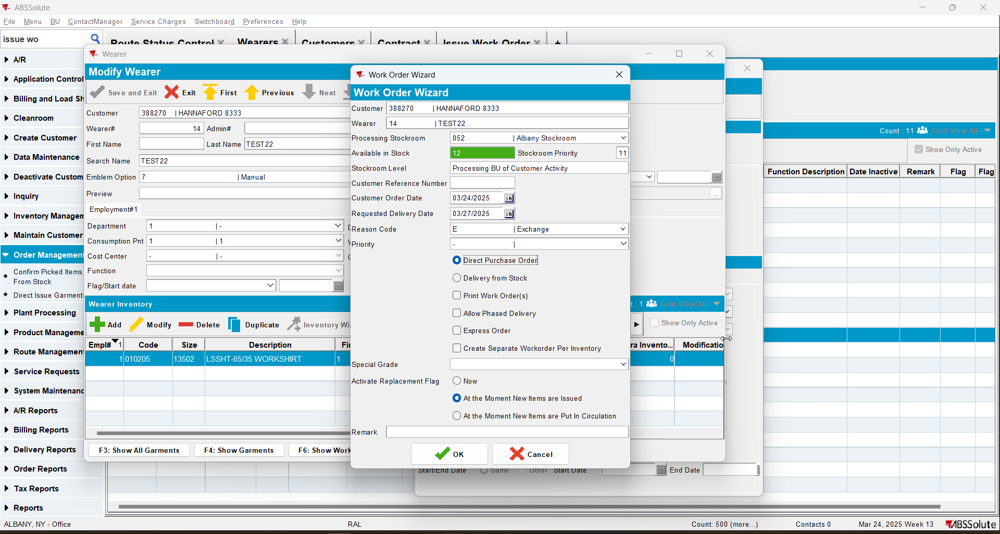 ABSSolute
File Menu BU ContactManager Service Charges Switchboard Preferences Help
issue wo
Route Status Control Wearers Customers Contract Issue Work Order +
A/R
Application Control
Billing and Load Sh
Cleanroom
Create Customer
Data Maintenance
Deactivate Custom
Inquiry
Inventory Managem
Maintain Customer
Order Management
Confirm Picked Items
From Stock
Direct Issue Garments
Plant Processing
Product Manageme
Route Management
Service Requests
System Maintenanc
A/R Reports
Billing Reports
Delivery Reports
Order Reports
Tax Reports
Reports
Wearer
Modify Wearer
Save and Exit Exit First Previous Next
Customer 388270 | HANNAFORD 8333
Wearer# 14 Admin#
First Name Last Name TEST22
Search Name TEST22
Emblem Option 7 | Manual
Preview
Employment#1
Department 1 | -
Consumption Pnt 1 | 1
Cost Center - | -
Function
Flag/Start date 16
Wearer Inventory
Add Modify Delete Duplicate Inventory Wi
Empl# 1 Code Size Description Fi
1 010205 13502 LSSHT-65/35 WORKSHIRT 1
F3: Show All Garments F4: Show Garments F6: Show Work
Work Order Wizard
Work Order Wizard
Customer 388270 | HANNAFORD 8333
Wearer 14 | TEST22
Processing Stockroom 052 | Albany Stockroom
Available in Stock 12 Stockroom Priority 11
Stockroom Level Processing BU of Customer Activity
Customer Reference Number
Customer Order Date 03/24/2025 16
Requested Delivery Date 03/27/2025 16
Reason Code E | Exchange
Priority - |
Direct Purchase Order
Delivery from Stock
Print Work Order(s)
Allow Phased Delivery
Express Order
Create Separate Workorder Per Inventory
Special Grade
Activate Replacement Flag Now
At the Moment New Items are Issued
At the Moment New Items are Put In Circulation
Remark
OK Cancel
16
...
t : 1 Grid View All
Show Only Active
ra Invento... Modificatio
0
Start/End Date Same Other Start Date 16 End Date
Count : 11 Grid View All
Show Only Active
Function Description Date Inactive Remark Flag Flag
ALBANY, NY - Office RAL Count: 500 (more...) Contacts 0 Mar 24, 2025 Week 13 ABSSolute